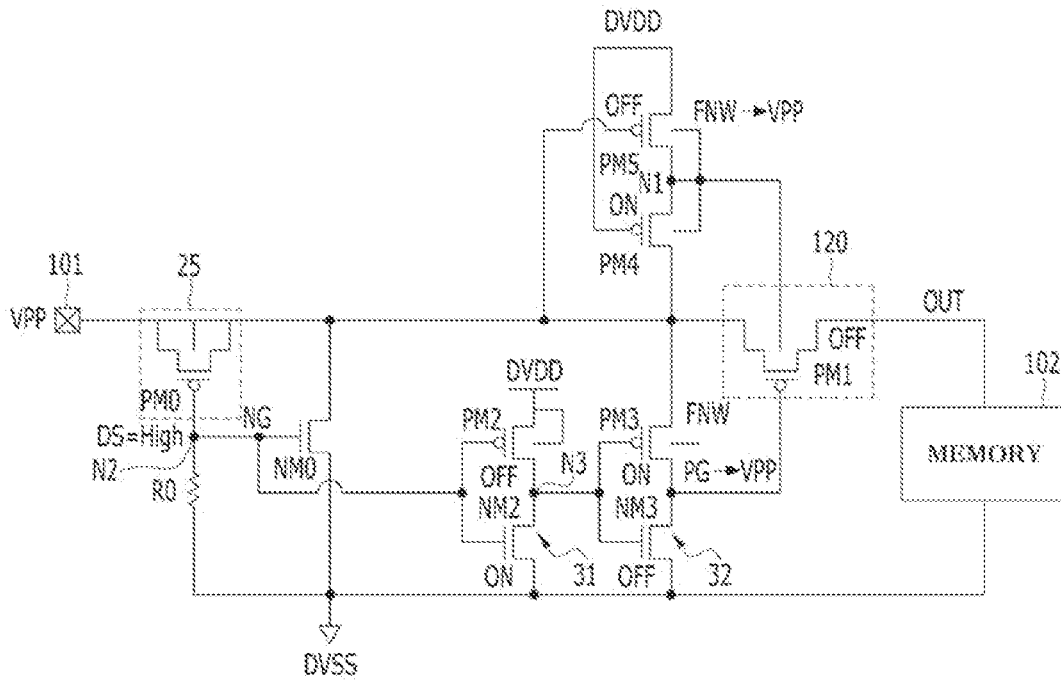 DVDD
OFF
FNW → VPP
PM5
N1
ON
PM4
101
25
120
VPP
OUT
OFF
PM1
DVDD
102
PM0
NG
PM2
PM3
FNW
MEMORY
DS=High
N2
NM0
OFF
N3
ON
PG → VPP
R0
NM2
NM3
ON
31
OFF
32
DVSS